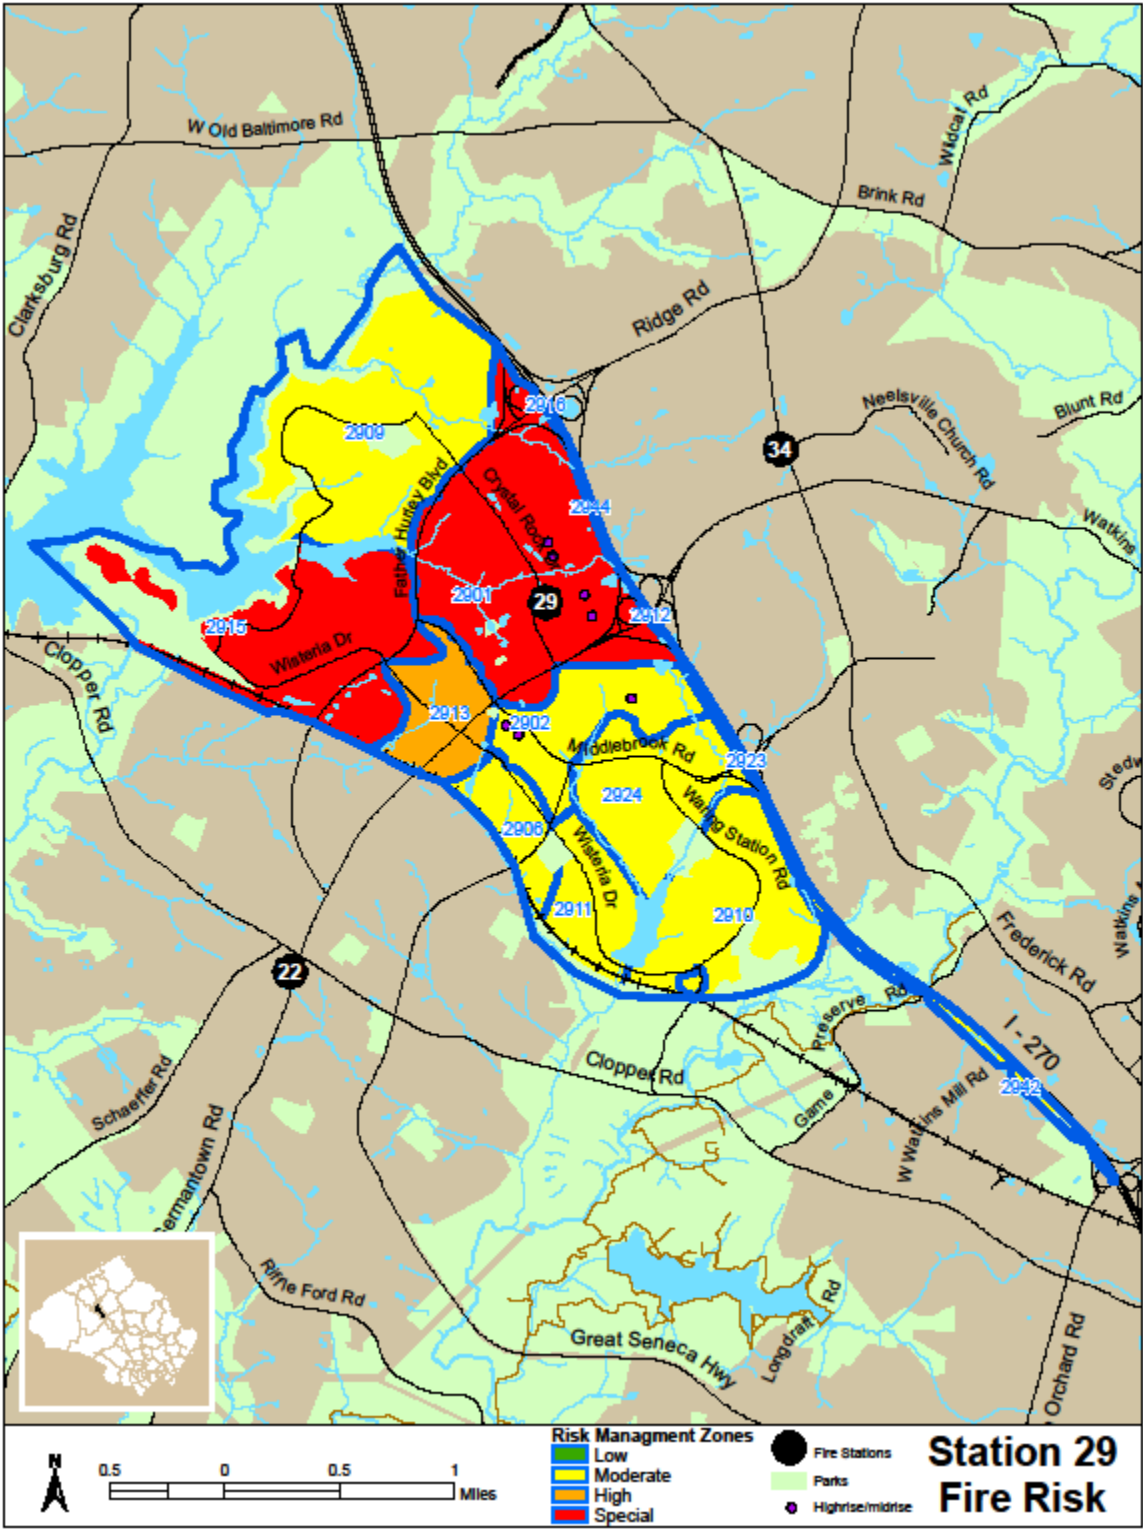 W Old Baltimore Rd
Wildcat Rd
Brink Rd
Clarksburg Rd
Ridge Rd
2916
Neelsville Church Rd
Blunt Rd
2909
34
Father Hurley Blvd
Crystal Rock
2944
Watkins
2901
29
2912
2915
Wisteria Dr
Clopper Rd
2913
2902
Middlebrook Rd
2923
Stedw
2924
Waring Station Rd
2906
Wisteria Dr
2911
2910
Watkins
Frederick Rd
22
Preserve Rd
I - 270
Clopper Rd
2942
Schaeffer Rd
Game
W Watkins Mill Rd
ermantown Rd
Riffle Ford Rd
Longdraft Rd
Great Seneca Hwy
Orchard Rd
N
0.5 0 0.5 1
Miles
Risk Managment Zones
Low
Moderate
High
Special
Fire Stations
Parks
Highrise/midrise
Station 29
Fire Risk